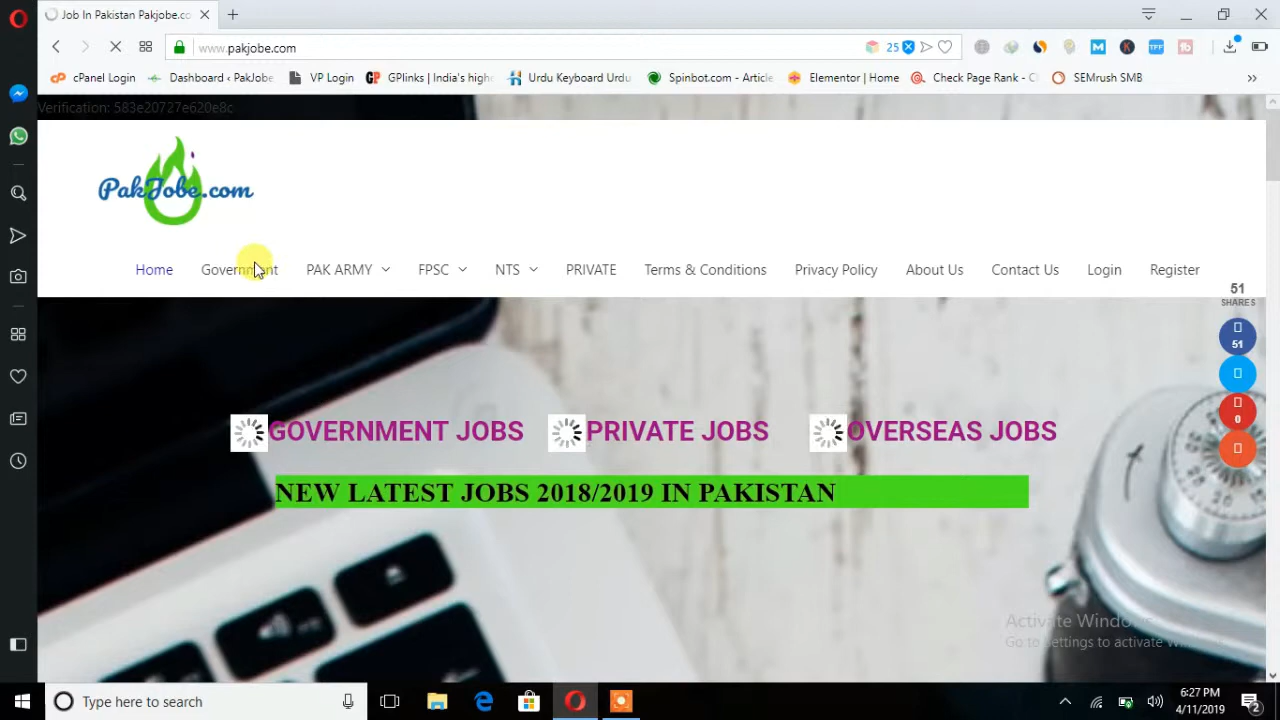 Job In Pakistan Pakjobe.co
www.pakjobe.com
25
cPanel Login
Dashboard ‹ PakJobe
VP Login
GPlinks | India's highe
Urdu Keyboard Urdu
Spinbot.com - Article
Elementor | Home
Check Page Rank - C
SEMrush SMB
Verification: 583e20727e620e8c
PakJobe.com
Home
Government
PAK ARMY
FPSC
NTS
PRIVATE
Terms & Conditions
Privacy Policy
About Us
Contact Us
Login
Register
51
SHARES
51
0
GOVERNMENT JOBS
PRIVATE JOBS
OVERSEAS JOBS
NEW LATEST JOBS 2018/2019 IN PAKISTAN
Activate Windows
Go to Settings to activate Windows.
Type here to search
6:27 PM
4/11/2019
2